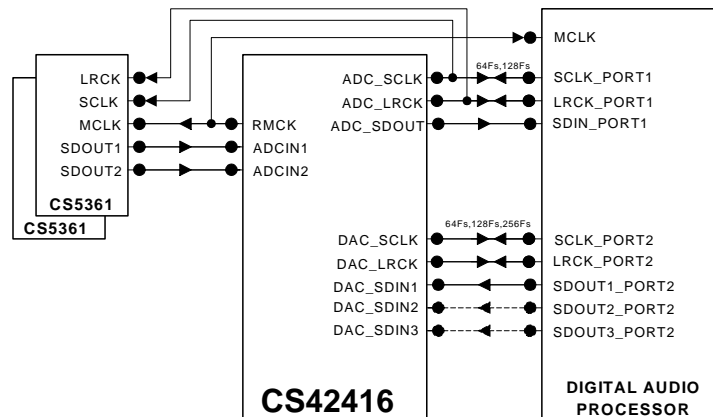 LRCK
SCLK
MCLK
SDOUT1
SDOUT2
CS5361
CS5361
RMCK
ADCIN1
ADCIN2
ADC_SCLK
ADC_LRCK
ADC_SDOUT
DAC_SCLK
DAC_LRCK
DAC_SDIN1
DAC_SDIN2
DAC_SDIN3
CS42416
64Fs,128Fs
64Fs,128Fs,256Fs
MCLK
SCLK_PORT1
LRCK_PORT1
SDIN_PORT1
SCLK_PORT2
LRCK_PORT2
SDOUT1_PORT2
SDOUT2_PORT2
SDOUT3_PORT2
DIGITAL AUDIO
PROCESSOR